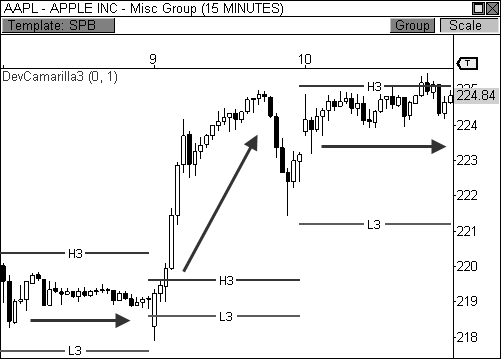 AAPL - APPLE INC - Misc Group (15 MINUTES)
Template: SPB Group Scale
9 10 T
DevCamarilla3 (0, 1)
H3 225
224.84
224
223
222
L3
221
H3
220
H3
219
L3
218
L3